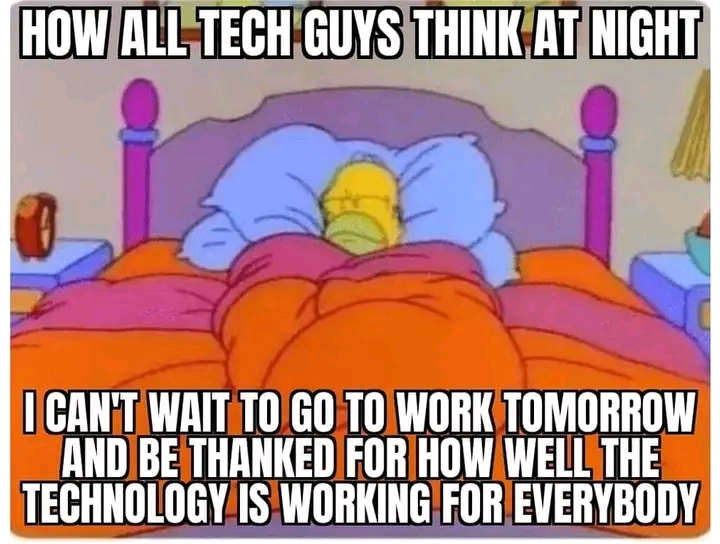 HOW ALL TECH GUYS THINK AT NIGHT
I CAN'T WAIT TO GO TO WORK TOMORROW
AND BE THANKED FOR HOW WELL THE
TECHNOLOGY IS WORKING FOR EVERYBODY